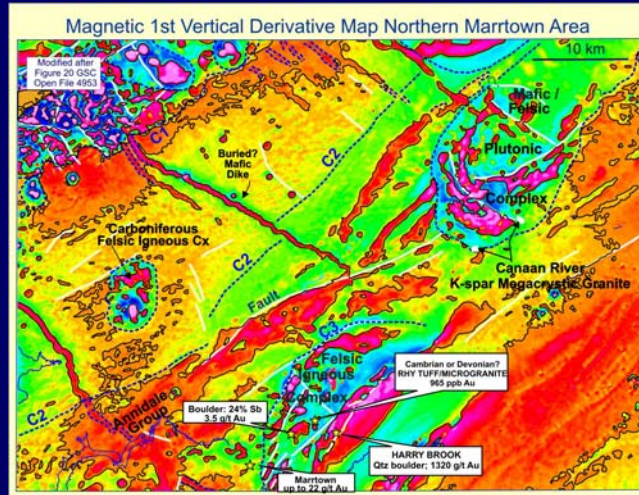 Magnetic 1st Vertical Derivative Map Northern Marrtown Area
Modified after
Figure 20 GSC
Open File 4953
10 km
C1
Buried?
Mafic
Dike
C2
Mafic /
Felsic
Plutonic
Complex
Carboniferous
Felsic Igneous Cx
C2
Canaan River
K-spar Megacrystic Granite
Fault
C3
Felsic
Igneous
Complex
Cambrian or Devonian?
RHY TUFF/MICROGRANITE
965 ppb Au
C2
Annidale
Group
Boulder: 24% Sb
3.5 g/t Au
HARRY BROOK
Qtz boulder; 1320 g/t Au
Marrtown
up to 22 g/t Au